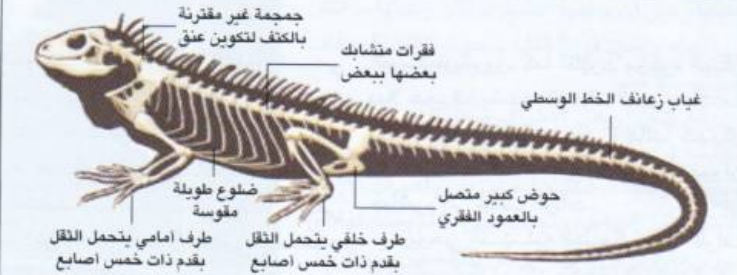 جمجمة غير مقترنة
بالكتف لتكوين عنق
فقرات متشابك
بعضها ببعض
غياب زعانف الخط الوسطي
ضلوع طويلة
مقوسة
حوض كبير متصل
بالعمود الفقري
طرف أمامي يتحمل الثقل
بقدم ذات خمس أصابع
طرف خلفي يتحمل الثقل
بقدم ذات خمس أصابع